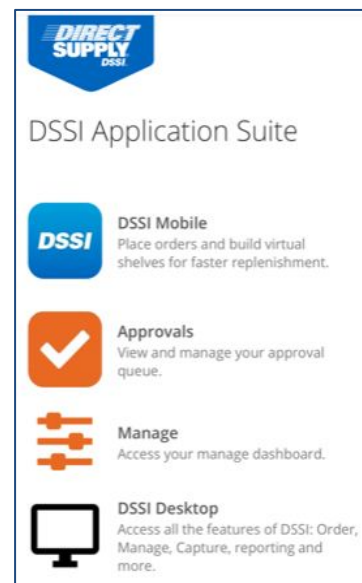 DIRECT
SUPPLY
DSSI
DSSI Application Suite
DSSI
DSSI Mobile
Place orders and build virtual
shelves for faster replenishment.
Approvals
View and manage your approval
queue.
Manage
Access your manage dashboard.
DSSI Desktop
Access all the features of DSSI: Order,
Manage, Capture, reporting and
more.